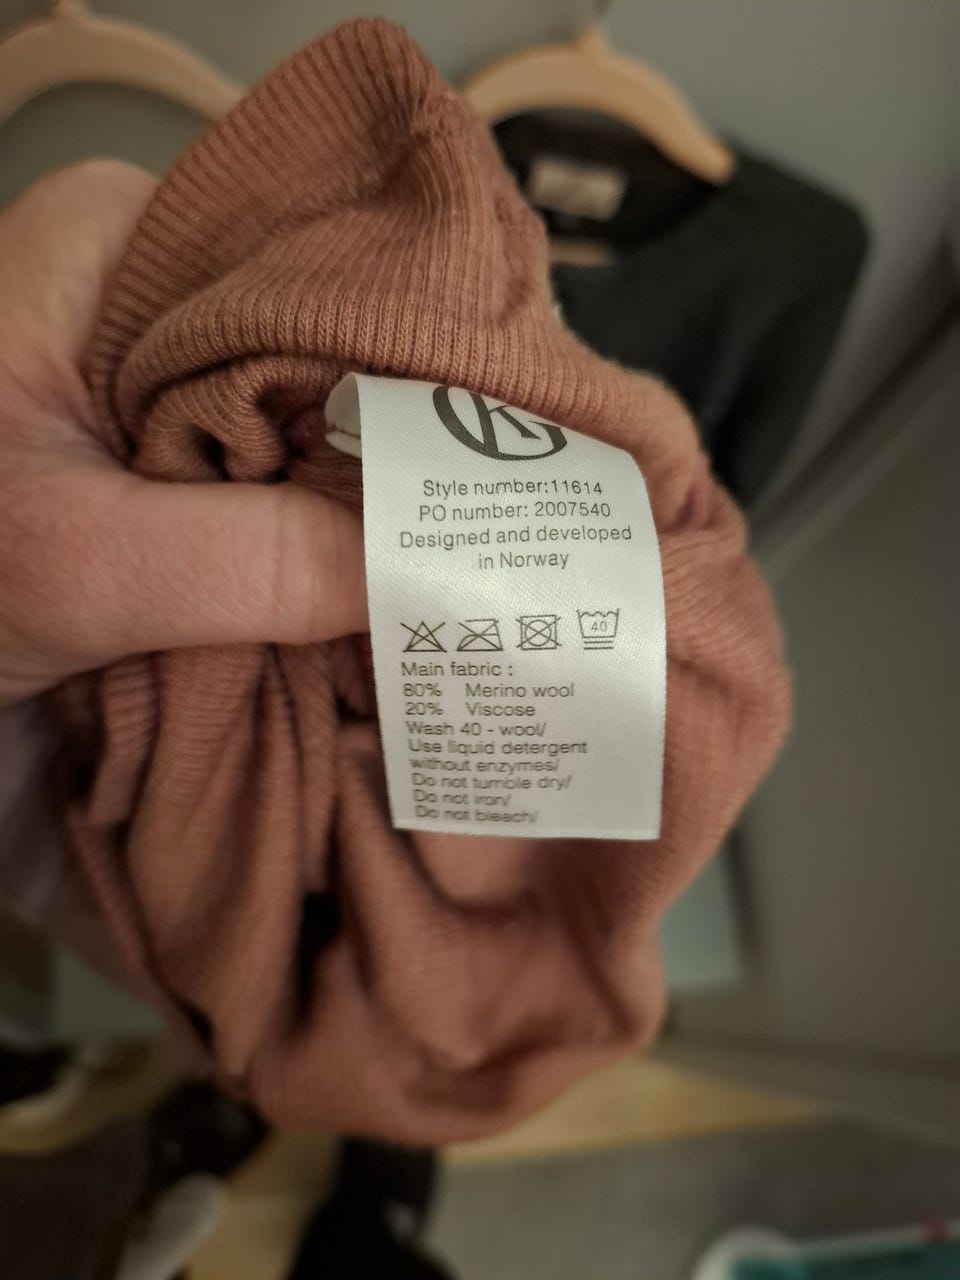 KG
Style number:11614
PO number: 2007540
Designed and developed
in Norway
40
Main fabric :
80% Merino wool
20% Viscose
Wash 40 - wool/
Use liquid detergent
without enzymes/
Do not tumble dry/
Do not iron/
Do not bleach/